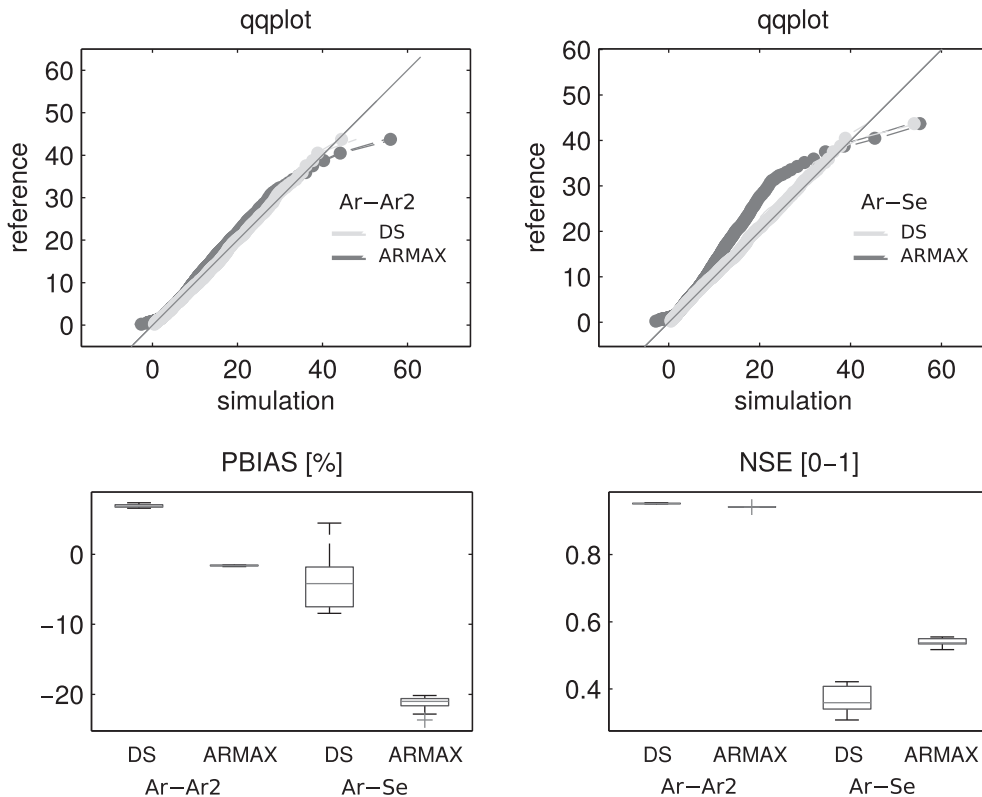 qqplot
60
50
40
30
20
10
0
reference
0 20 40 60
simulation
Ar−Ar2
DS
ARMAX
qqplot
60
50
40
30
20
10
0
reference
0 20 40 60
simulation
Ar−Se
DS
ARMAX
PBIAS [%]
0
−10
−20
DS ARMAX DS ARMAX
Ar−Ar2 Ar−Se
NSE [0−1]
0.8
0.6
0.4
DS ARMAX DS ARMAX
Ar−Ar2 Ar−Se